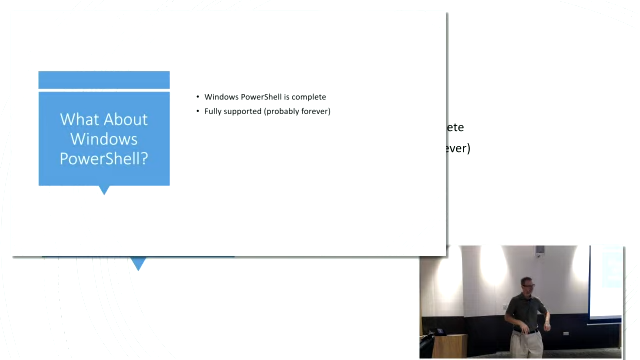 What About
Windows
PowerShell?
• Windows PowerShell is complete
• Fully supported (probably forever)
ete
ever)